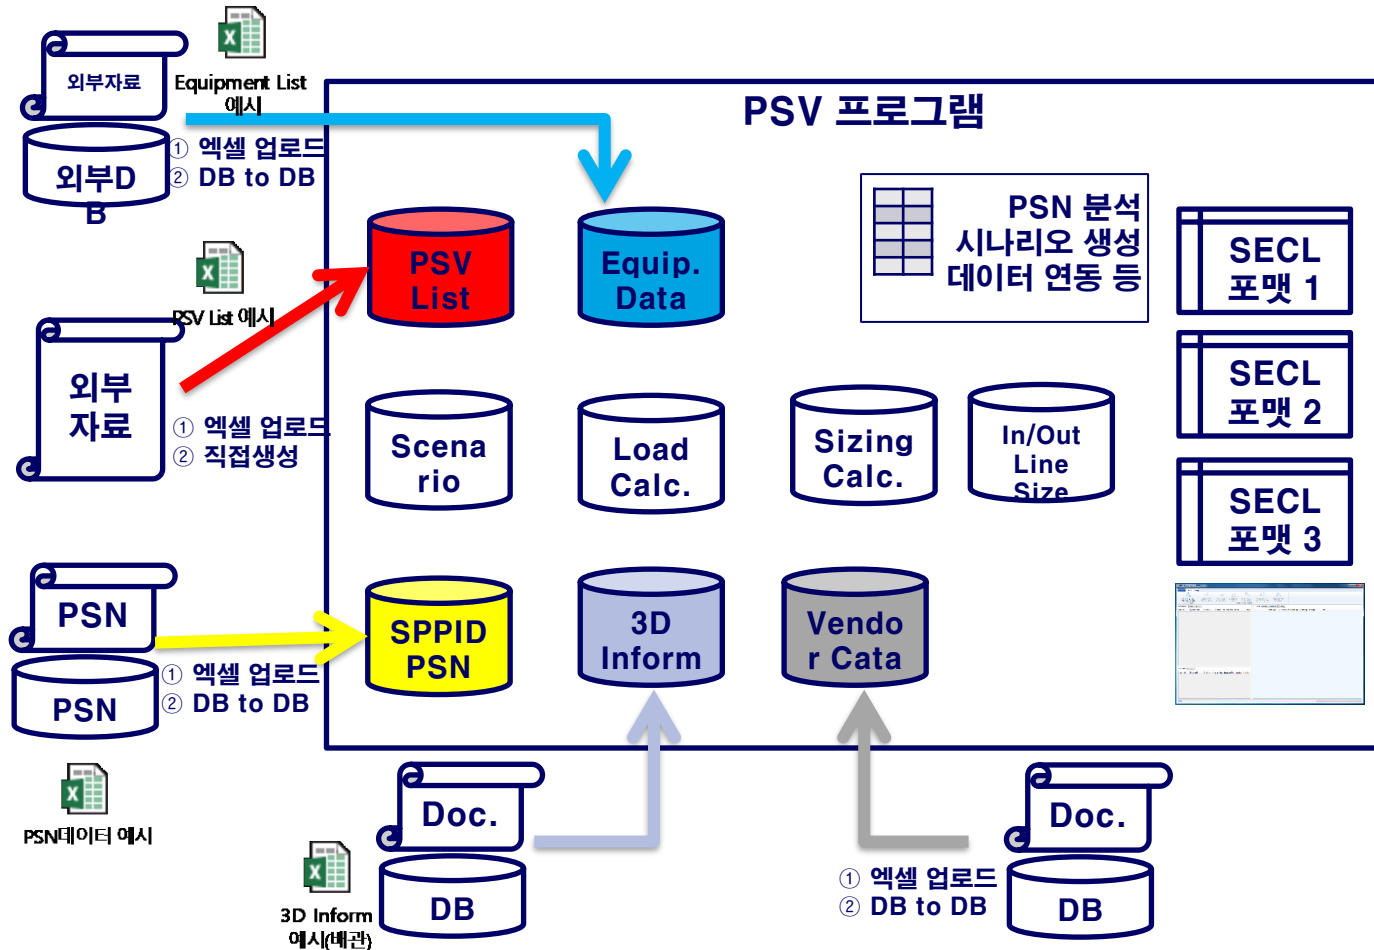 외부자료
외부D
B
Equipment List
예시
① 엑셀 업로드
② DB to DB
PSV 프로그램
PSV
List
Equip.
Data
PSN 분석
시나리오 생성
데이터 연동 등
SECL
포맷 1
SECL
포맷 2
SECL
포맷 3
PSV List 예시
외부
자료
① 엑셀 업로드
② 직접생성
Scena
rio
Load
Calc.
Sizing
Calc.
In/Out
Line
Size
PSN
PSN
① 엑셀 업로드
② DB to DB
SPPID
PSN
3D
Inform
Vendo
r Cata
PSN데이터 예시
Doc.
DB
3D Inform
예시(배관)
① 엑셀 업로드
② DB to DB
Doc.
DB